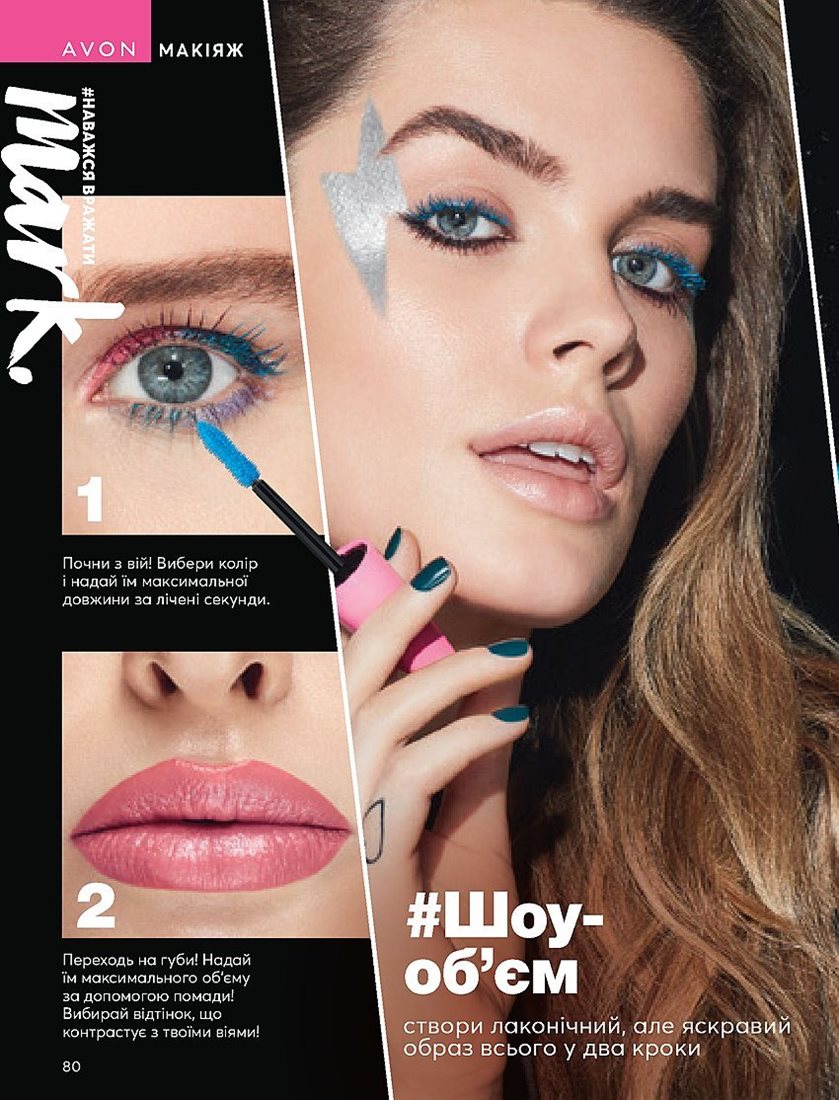 AVON МАКІЯЖ
mark.
#НАВАЖСЯ ВРАЖАТИ
1
Почни з вій! Вибери колір
і надай їм максимальної
довжини за лічені секунди.
2
Переходь на губи! Надай
їм максимального об'єму
за допомогою помади!
Вибирай відтінок, що
контрастує з твоїми віями!
#Шоу-
об'єм
створи лаконічний, але яскравий
образ всього у два кроки
80